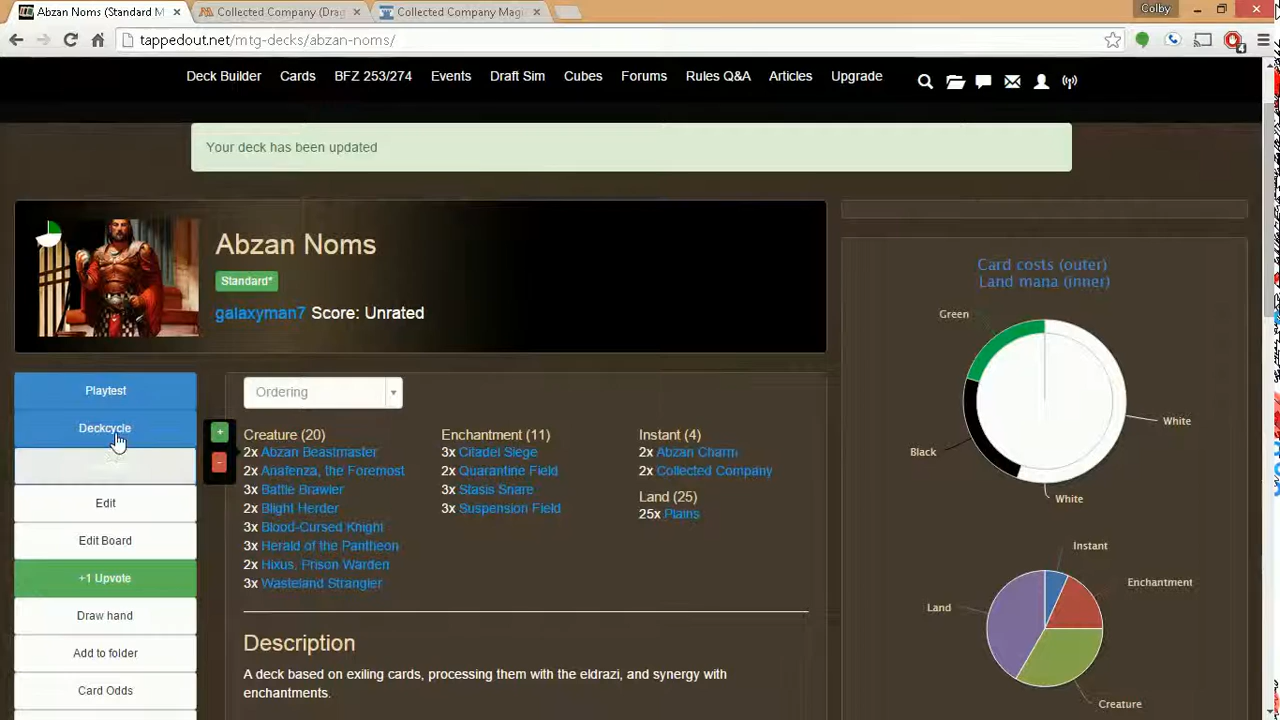 Abzan Noms (Standard M
Collected Company (Drag
Collected Company Mag
Colby
tappedout.net/mtg-decks/abzan-noms/
4
Deck Builder Cards BFZ 253/274 Events Draft Sim Cubes Forums Rules Q&A Articles Upgrade
Your deck has been updated
Abzan Noms
Standard*
galaxyman7 Score: Unrated
Playtest
Deckcycle
Edit
Edit Board
+1 Upvote
Draw hand
Add to folder
Card Odds
+
-
Ordering
Creature (20)
2x Abzan Beastmaster
2x Anafenza, the Foremost
3x Battle Brawler
2x Blight Herder
3x Blood-Cursed Knight
3x Herald of the Pantheon
2x Hixus, Prison Warden
3x Wasteland Strangler
Enchantment (11)
3x Citadel Siege
2x Quarantine Field
3x Stasis Snare
3x Suspension Field
Instant (4)
2x Abzan Charm
2x Collected Company
Land (25)
25x Plains
Description
A deck based on exiling cards, processing them with the eldrazi, and synergy with
enchantments.
Card costs (outer)
Land mana (inner)
Green
White
Black
White
Instant
Enchantment
Land
Creature